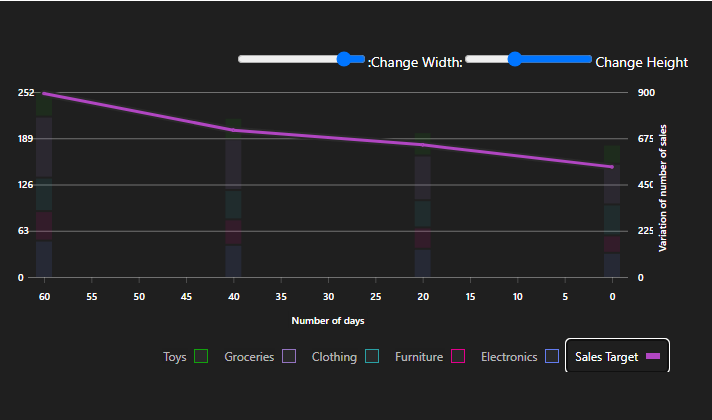 :Change Width: Change Height
252 900
189 675
126 450
63 225
0 0
Variation of number of sales
60 55 50 45 40 35 30 25 20 15 10 5 0
Number of days
Toys Groceries Clothing Furniture Electronics Sales Target